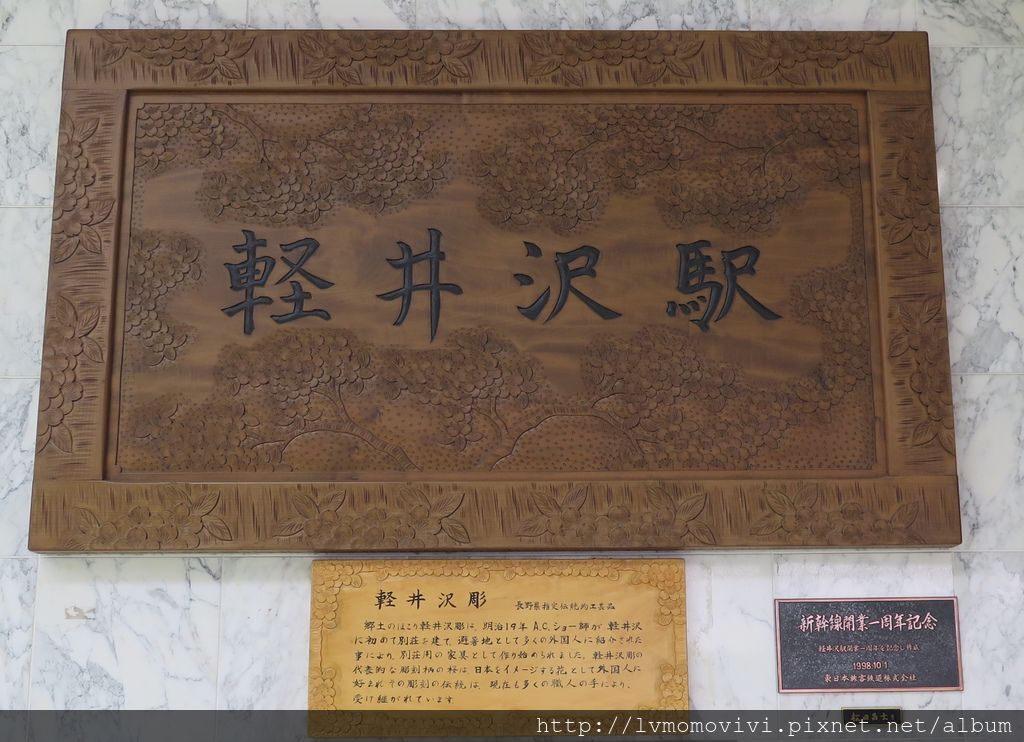 軽井沢駅
軽井沢彫
長野県指定伝統的工芸品
郷土のほこり軽井沢彫は、明治19年A.C.ショー師が軽井沢
に初めて別荘を建て、避暑地として多くの外国人に紹介された
事により、別荘用の家具として作り始められました。軽井沢彫の
代表的な彫刻柄の桜は、日本をイメージする花として外国人に
好まれその彫刻の伝統は、現在も多くの職人の手により、
受け継がれています
新幹線開業一周年記念
軽井沢駅開業一周年を記念し作成
1998.10.1
東日本旅客鉄道株式会社
http://lvmomovivi.pixnet.net/album